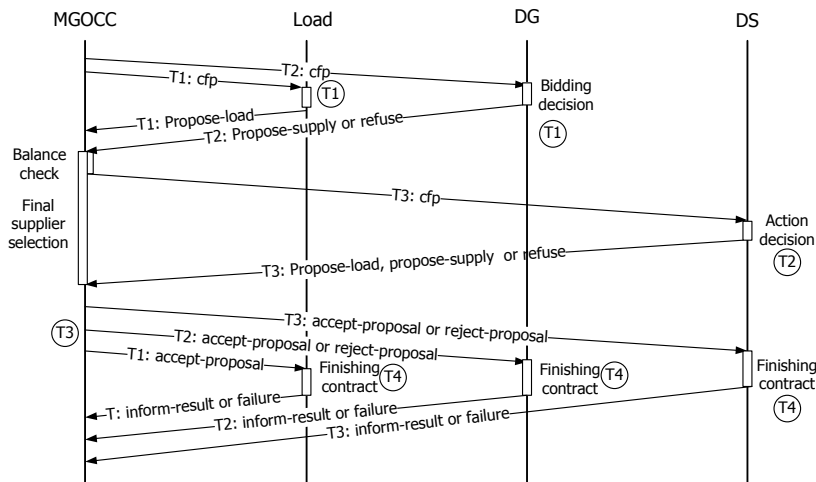 MGOCC
Load
DG
DS
T2: cfp
T1: cfp
T1
Bidding
decision
T1
T1: Propose-load
T2: Propose-supply or refuse
Balance
check
T3: cfp
Final
supplier
selection
Action
decision
T2
T3: Propose-load, propose-supply or refuse
T3
T3: accept-proposal or reject-proposal
T2: accept-proposal or reject-proposal
T1: accept-proposal
Finishing
contract
T4
Finishing
contract
T4
Finishing
contract
T4
T: inform-result or failure
T2: inform-result or failure
T3: inform-result or failure